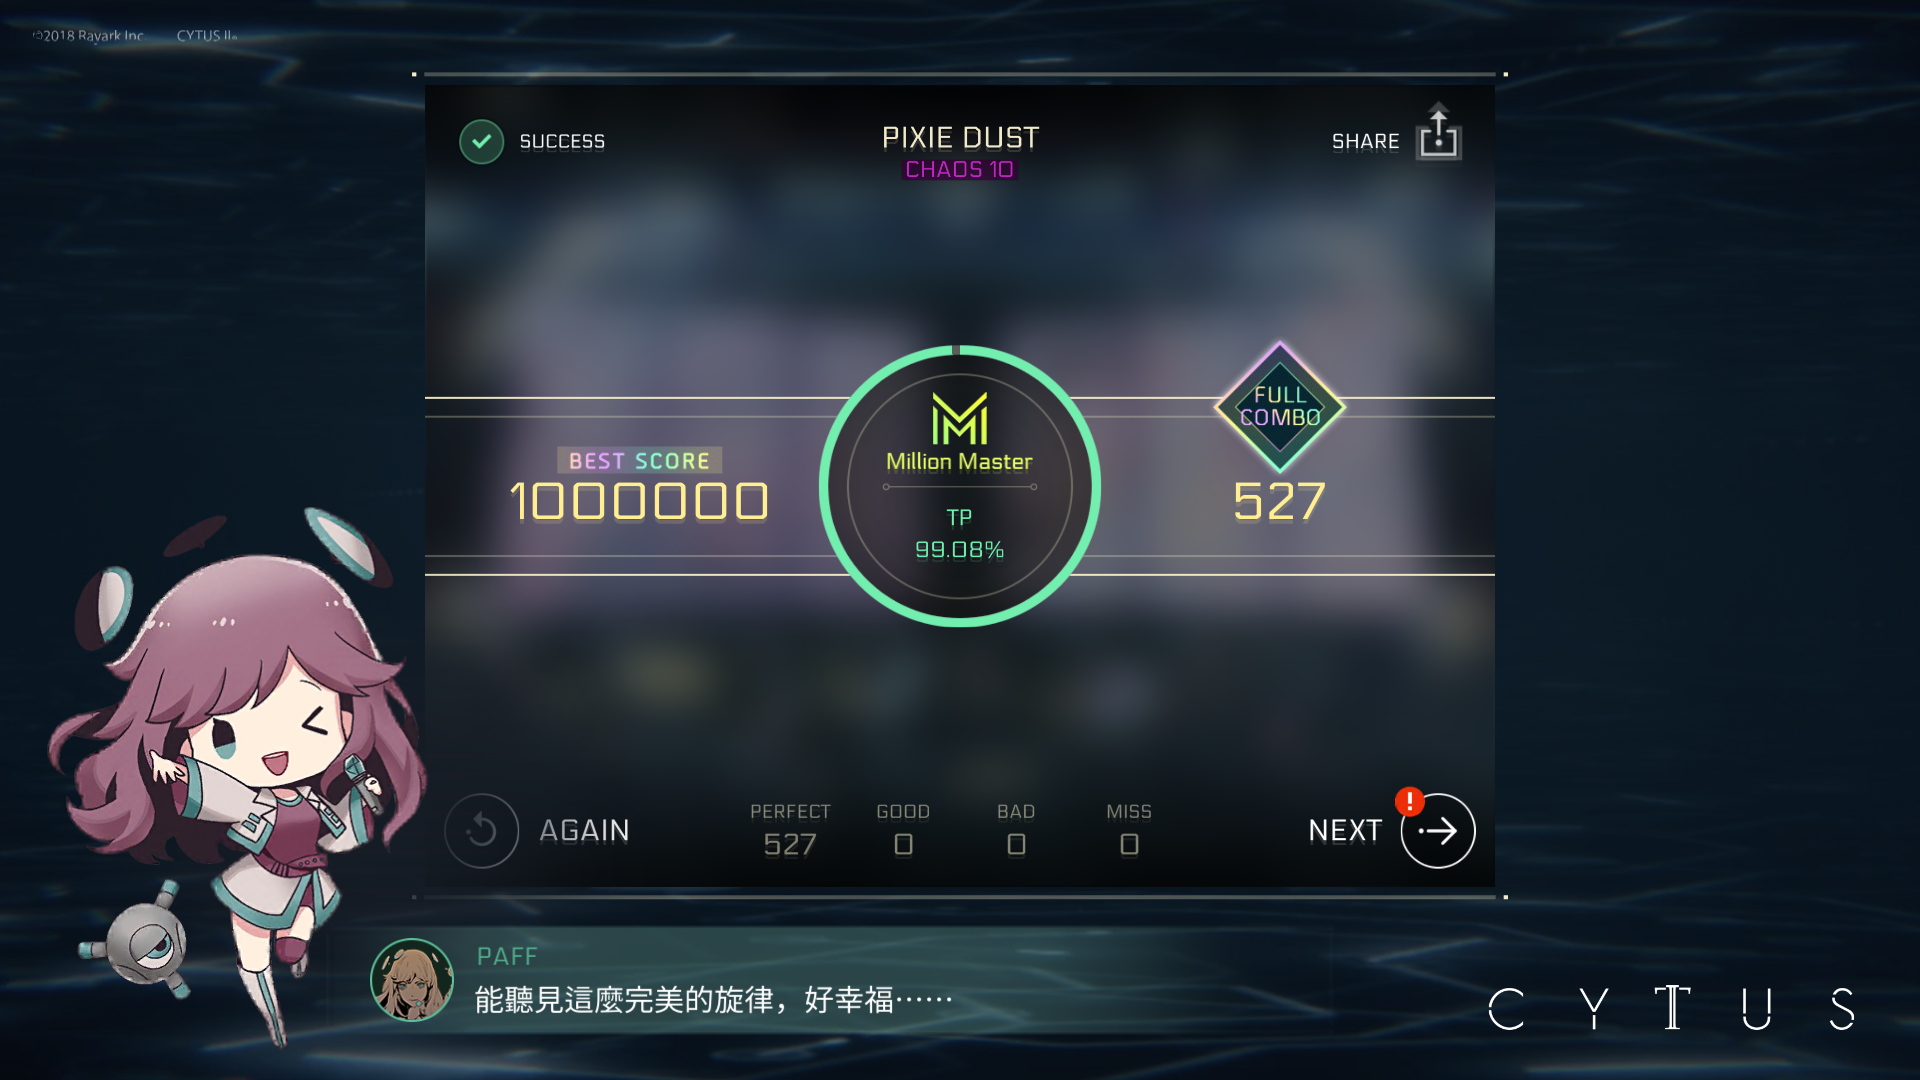 ©2018 Rayark Inc. CYTUS II
SUCCESS
PIXIE DUST
CHAOS 10
SHARE
FULL
COMBO
Million Master
BEST SCORE
1000000
527
TP
99.08%
AGAIN
PERFECT GOOD BAD MISS
527 0 0 0
NEXT
!
PAFF
能聽見這麼完美的旋律，好幸福……
CYTUS